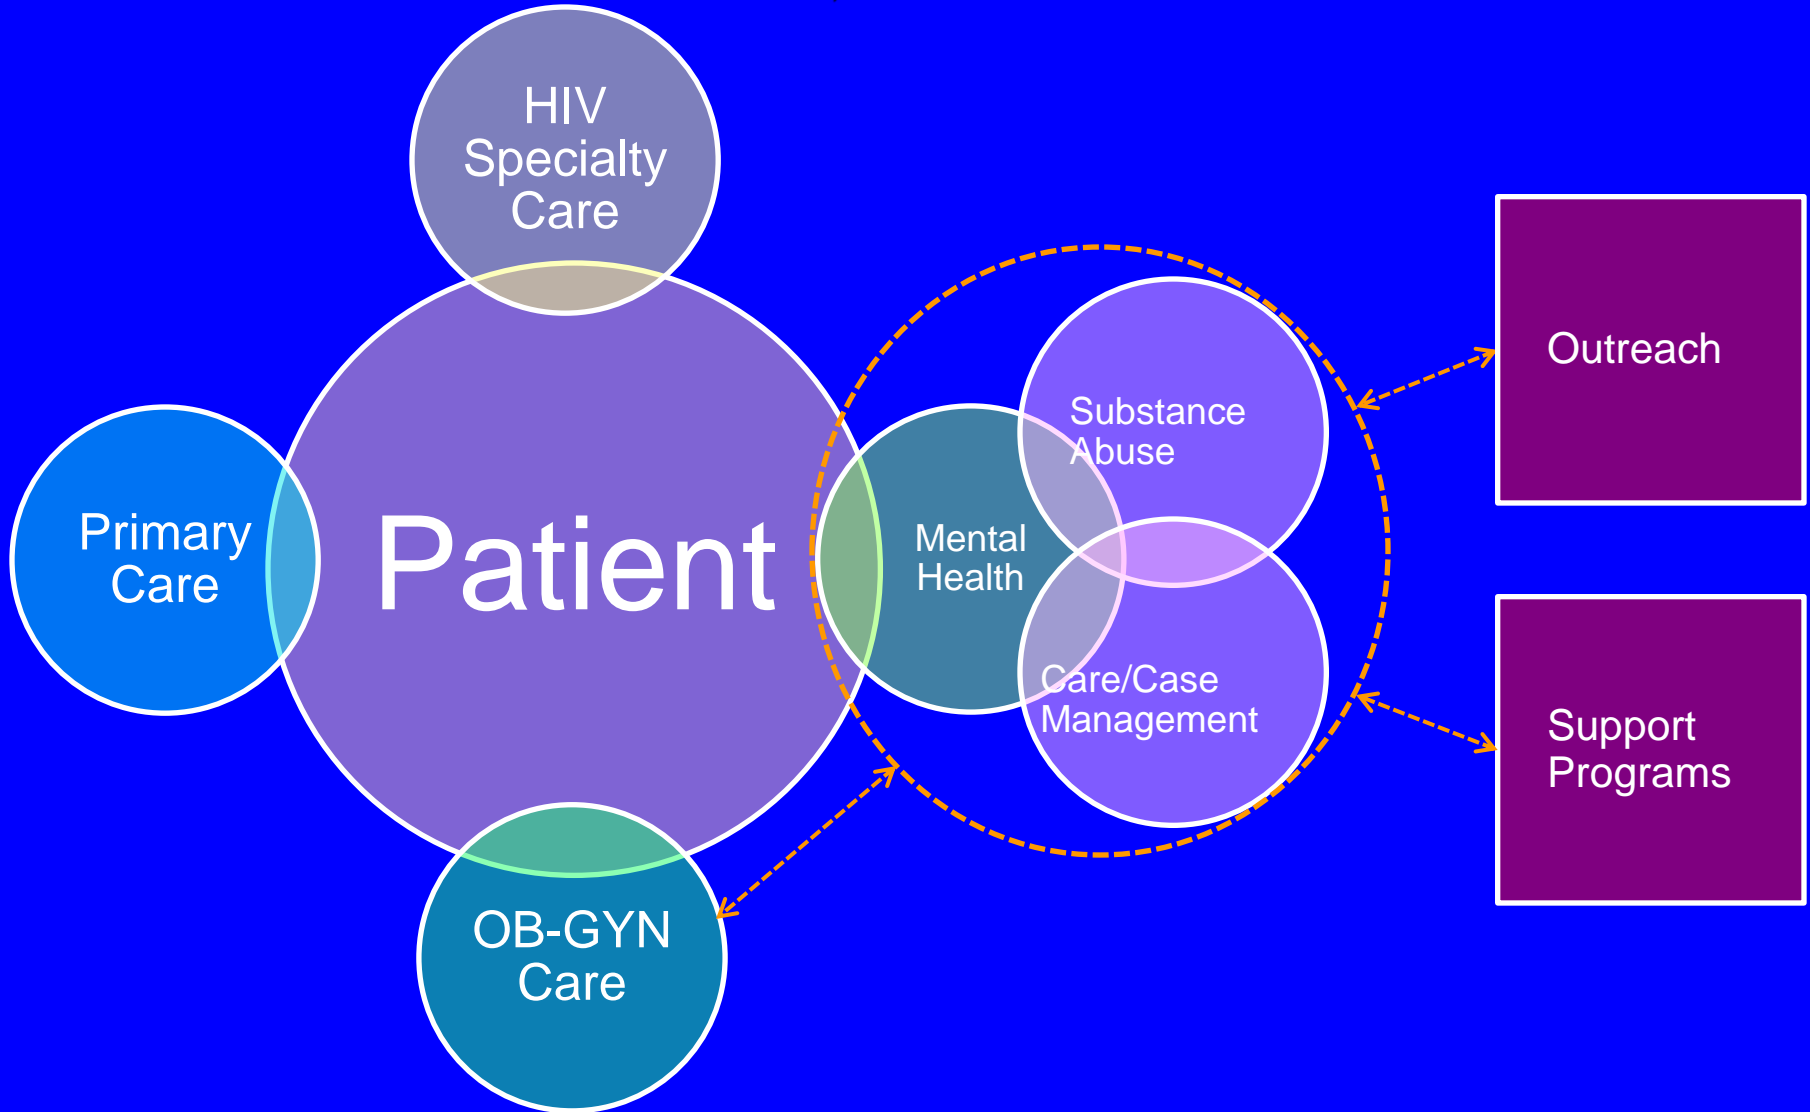 HIV
Specialty
Care
Outreach
Substance
Abuse
Primary
Care
Patient
Mental
Health
Care/Case
Management
Support
Programs
OB-GYN
Care